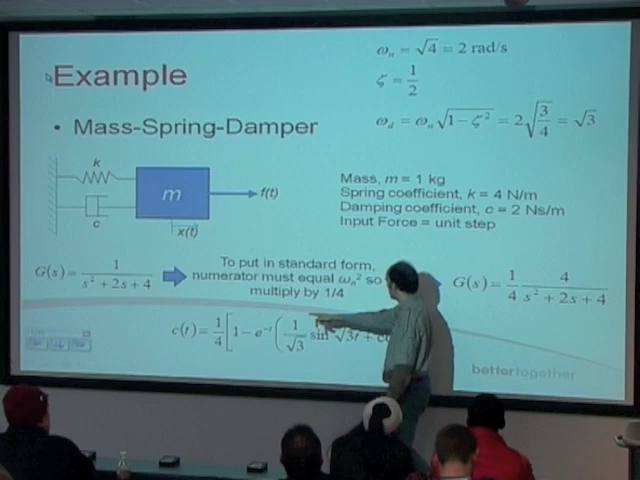 Example
ωₙ = √4 = 2 rad/s
ζ = 1/2
ω_d = ωₙ√(1−ζ²) = 2√(3/4) = √3
• Mass-Spring-Damper
k
m
f(t)
c
x(t)
Mass, m = 1 kg
Spring coefficient, k = 4 N/m
Damping coefficient, c = 2 Ns/m
Input Force = unit step
G(s) = 1/(s² + 2s + 4)
To put in standard form,
numerator must equal ωₙ² so
multiply by 1/4
G(s) = 1/4 4/(s² + 2s + 4)
c(t) = 1/4 [1 − e⁻ᵗ (1/√3 sin √3t +
bettertogether